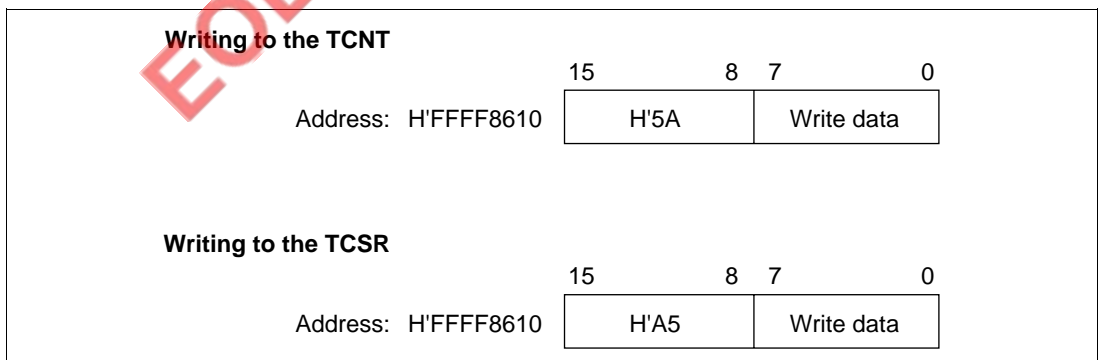 EOL
Writing to the TCNT
15 8 7 0
Address: H'FFFF8610 H'5A Write data
Writing to the TCSR
15 8 7 0
Address: H'FFFF8610 H'A5 Write data